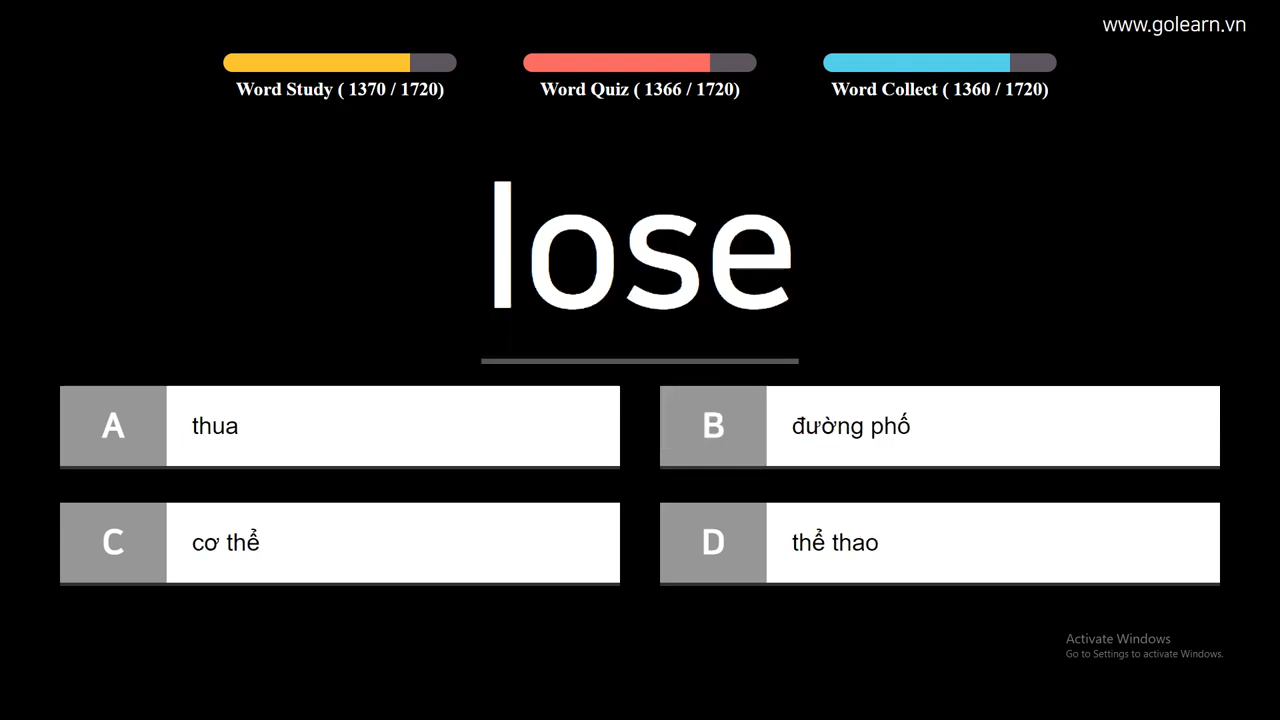 www.golearn.vn
Word Study ( 1370 / 1720)
Word Quiz ( 1366 / 1720)
Word Collect ( 1360 / 1720)
lose
A thua
B đường phố
C cơ thể
D thể thao
Activate Windows
Go to Settings to activate Windows.